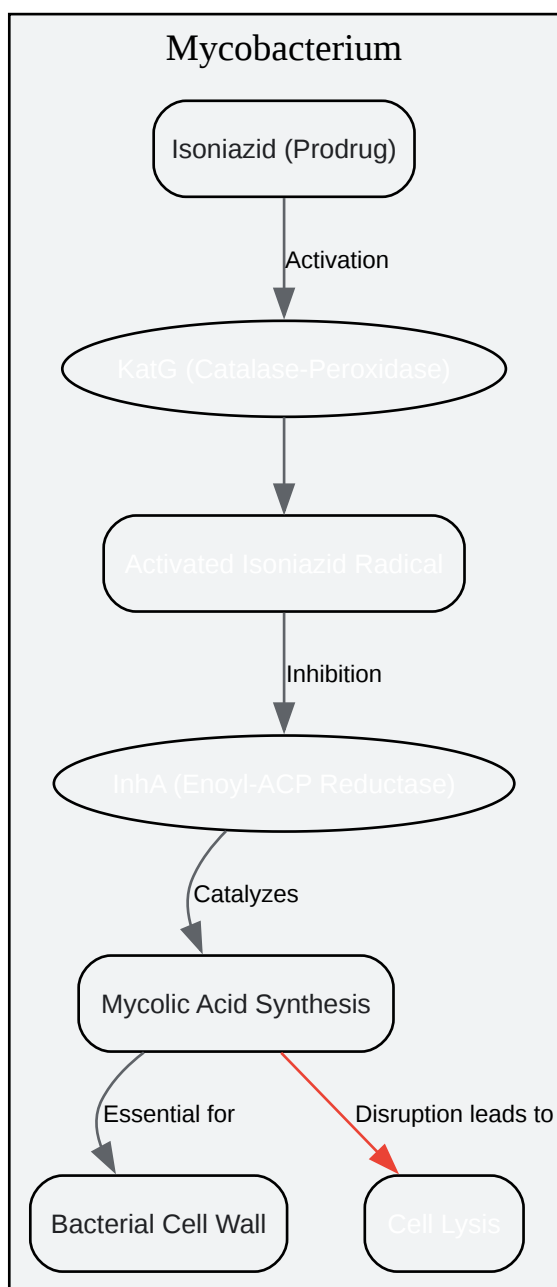 Mycobacterium
Isoniazid (Prodrug)
Activation
KatG (Catalase-Peroxidase)
Activated Isoniazid Radical
Inhibition
InhA (Enoyl-ACP Reductase)
Catalyzes
Mycolic Acid Synthesis
Essential for
Disruption leads to
Bacterial Cell Wall
Cell Lysis